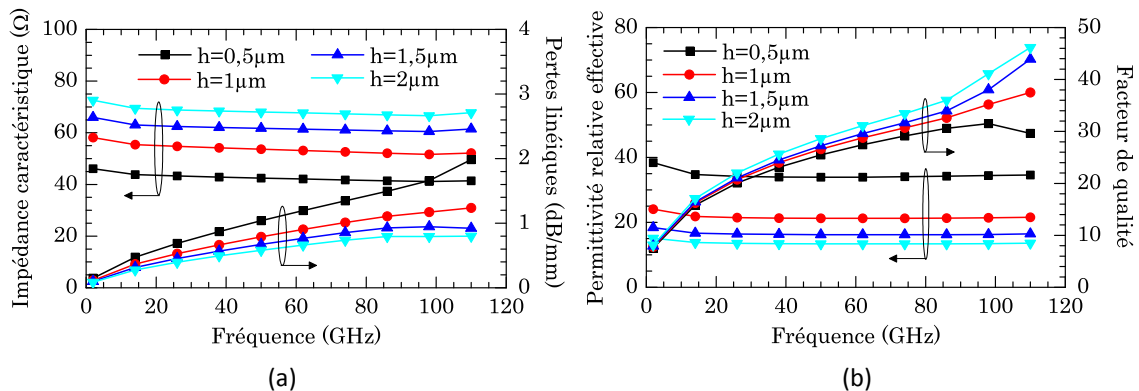 Impédance caractéristique (Ω)
100
80
60
40
20
0
h=0,5µm
h=1µm
h=1,5µm
h=2µm
4
3
2
1
0
Pertes linéiques (dB/mm)
0 20 40 60 80 100 120
Fréquence (GHz)
(a)
Permittivité relative effective
80
60
40
20
0
h=0,5µm
h=1µm
h=1,5µm
h=2µm
50
40
30
20
10
0
Facteur de qualité
0 20 40 60 80 100 120
Fréquence (GHz)
(b)